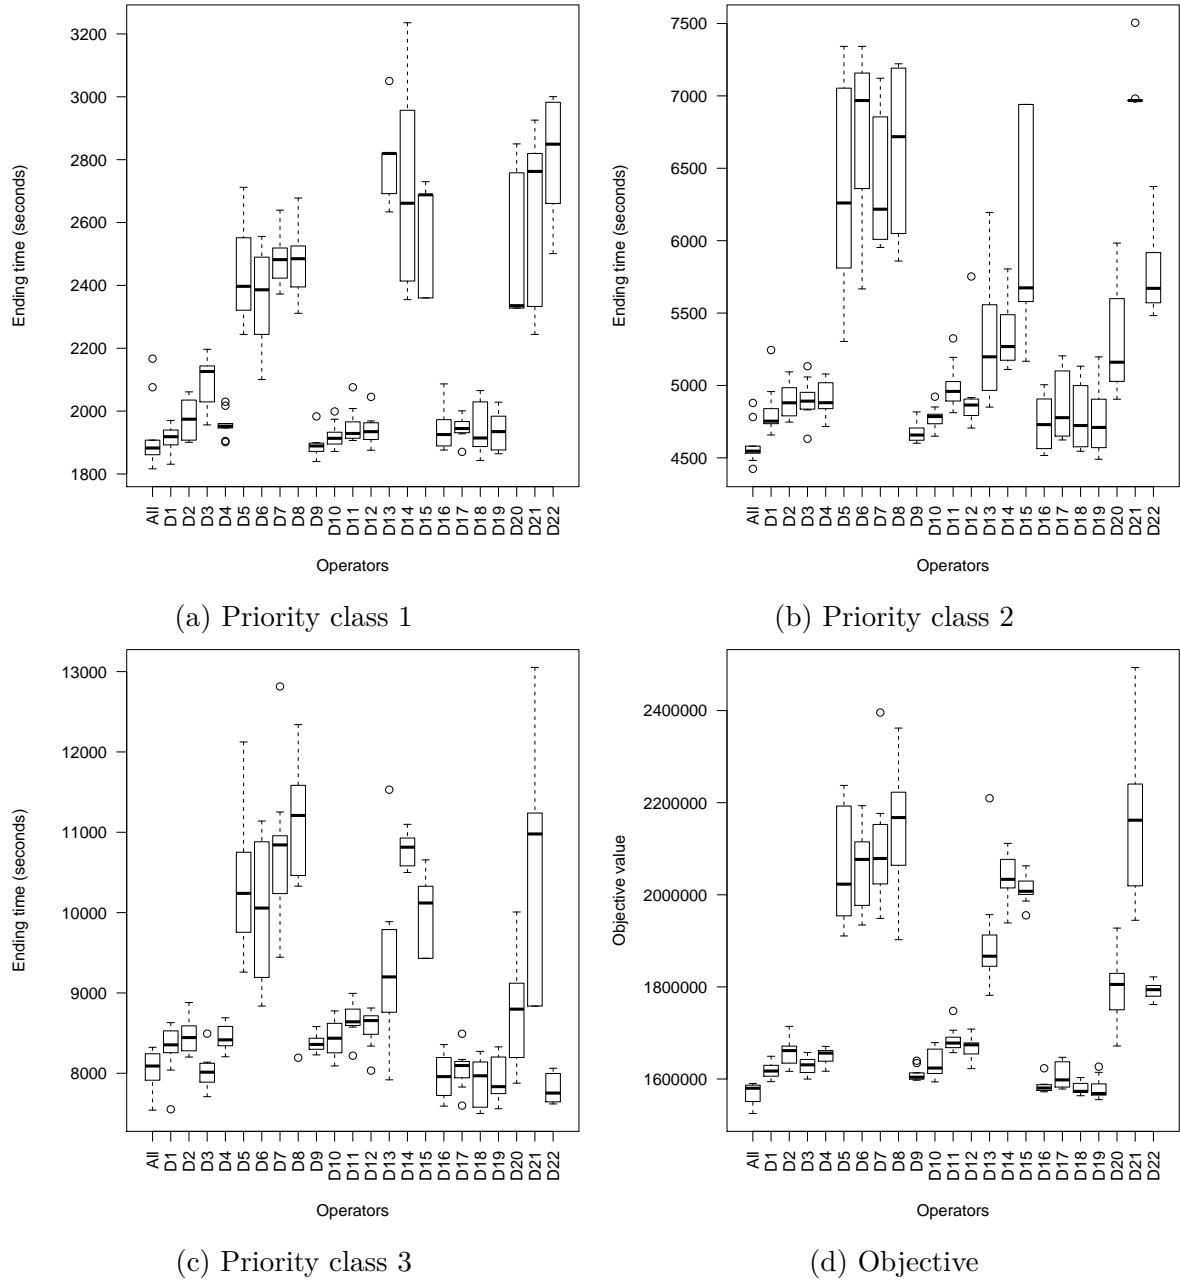 3200
3000
2800
2600
2400
2200
2000
1800
Ending time (seconds)
All D1 D2 D3 D4 D5 D6 D7 D8 D9 D10 D11 D12 D13 D14 D15 D16 D17 D18 D19 D20 D21 D22
Operators
(a) Priority class 1
7500
7000
6500
6000
5500
5000
4500
Ending time (seconds)
All D1 D2 D3 D4 D5 D6 D7 D8 D9 D10 D11 D12 D13 D14 D15 D16 D17 D18 D19 D20 D21 D22
Operators
(b) Priority class 2
13000
12000
11000
10000
9000
8000
Ending time (seconds)
All D1 D2 D3 D4 D5 D6 D7 D8 D9 D10 D11 D12 D13 D14 D15 D16 D17 D18 D19 D20 D21 D22
Operators
(c) Priority class 3
2400000
2200000
2000000
1800000
1600000
Objective value
All D1 D2 D3 D4 D5 D6 D7 D8 D9 D10 D11 D12 D13 D14 D15 D16 D17 D18 D19 D20 D21 D22
Operators
(d) Objective